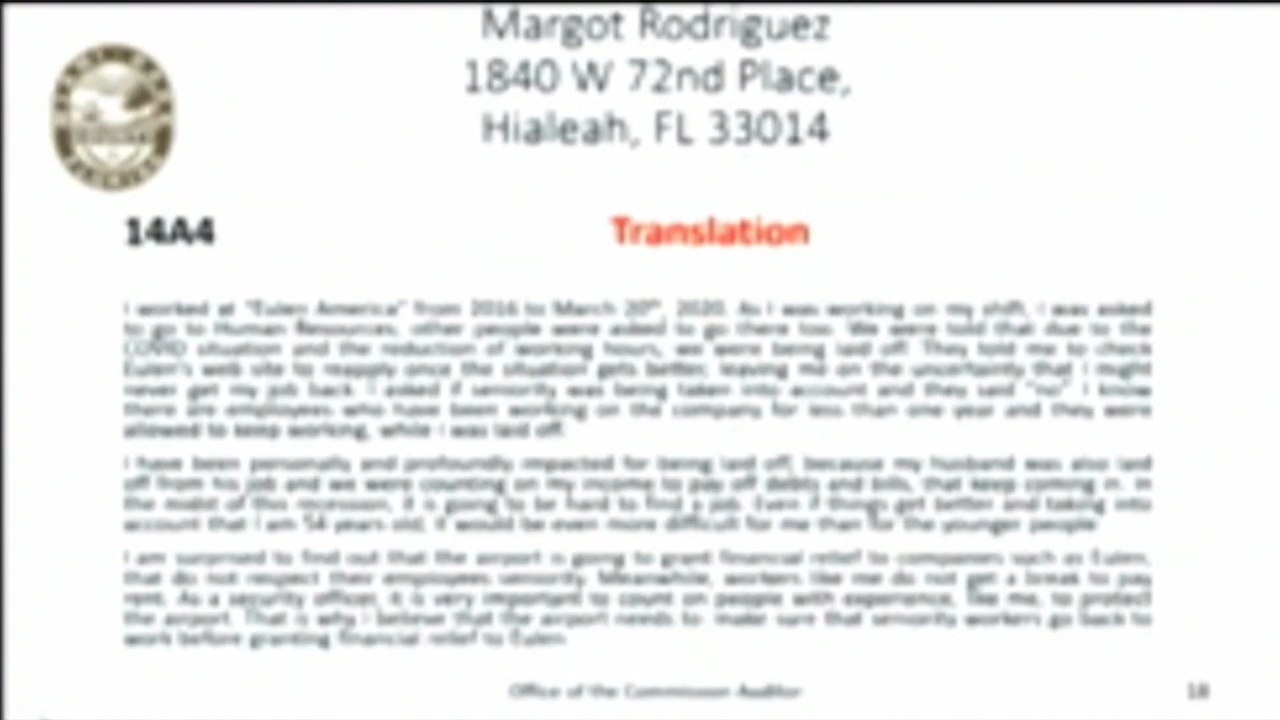 Margot Rodriguez
1840 W 72nd Place,
Hialeah, FL 33014
14A4
Translation
I worked at "Eulen America" from 2016 to March 20th, 2020. As I was working on my shift, I was asked
to go to Human Resources, other people were asked to go there too. We were told that due to the
COVID situation and the reduction of working hours, we were being laid off. They told me to check
Eulen's web site to reapply once the situation gets better, leaving me on the uncertainty that I might
never get my job back. I asked if seniority was being taken into account and they said "no". I know
there are employees who have been working on the company for less than one year and they were
allowed to keep working, while I was laid off.
I have been personally and profoundly impacted for being laid off, because my husband was also laid
off from his job and we were counting on my income to pay off debts and bills, that keep coming in. In
the midst of this recession, it is going to be hard to find a job. Even if things get better and taking into
account that I am 54 years old, it would be even more difficult for me than for the younger people
I am surprised to find out that the airport is going to grant financial relief to companies such as Eulen,
that do not respect their employees seniority. Meanwhile, workers like me do not get a break to pay
rent. As a security officer, it is very important to count on people with experience, like me, to protect
the airport. That is why I believe that the airport needs to make sure that seniority workers go back to
work before granting financial relief to Eulen
Office of the Commission Auditor
18